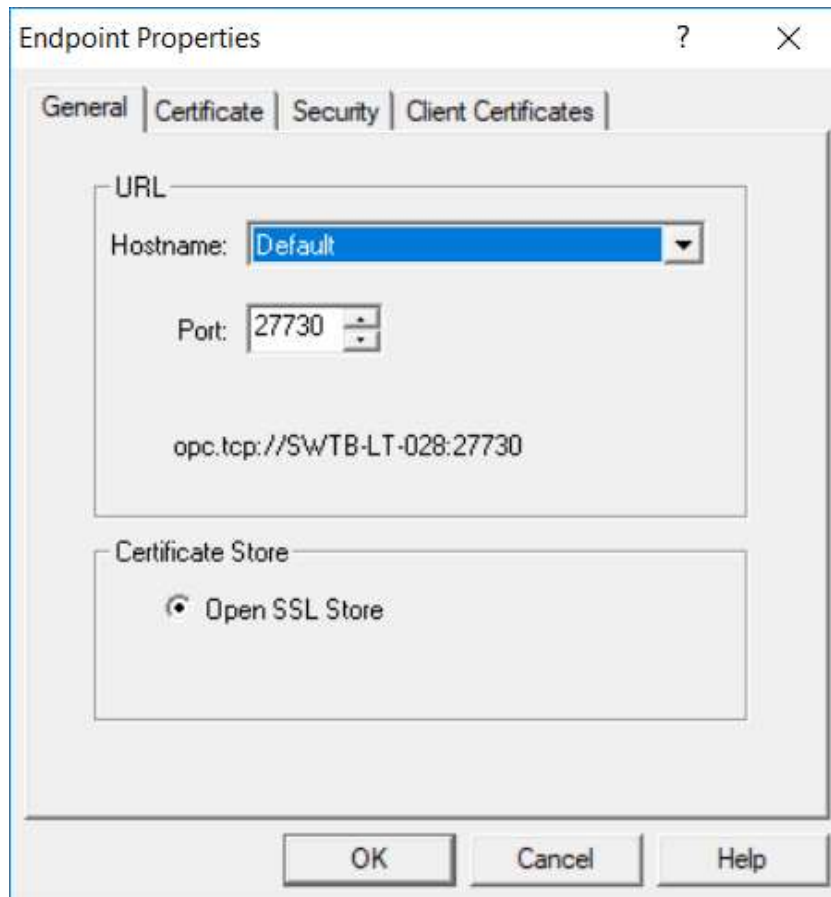 Endpoint Properties ?
General Certificate Security Client Certificates
URL
Hostname: Default
Port: 27730
opc.tcp://SWTB-LT-028:27730
Certificate Store
Open SSL Store
OK Cancel Help